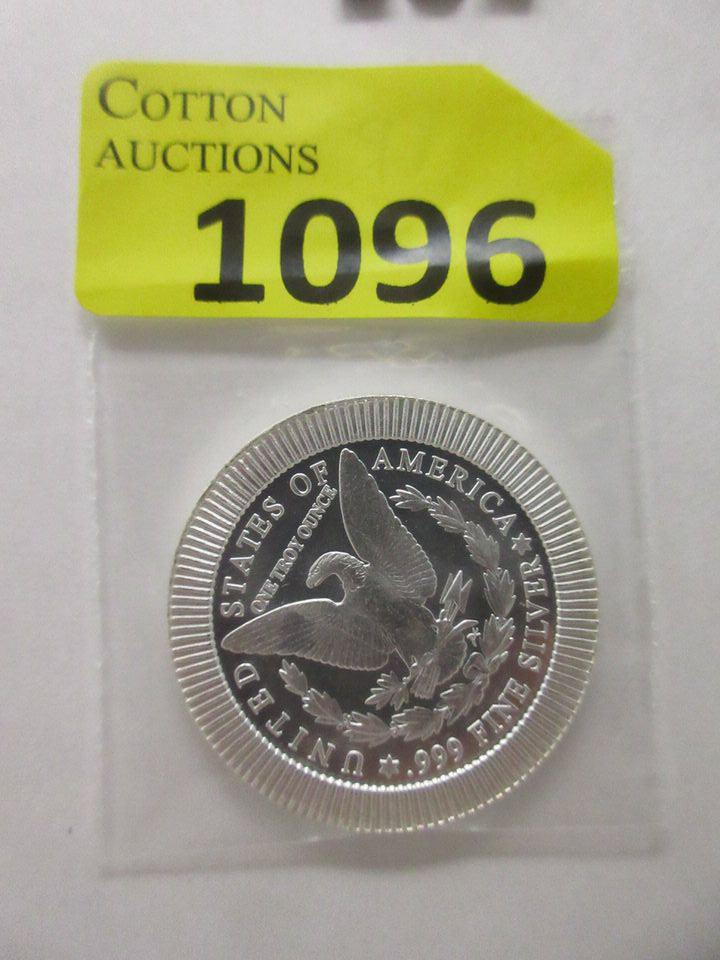 COTTON
AUCTIONS
1096
UNITED STATES OF AMERICA
ONE TROY OUNCE
.999 FINE SILVER